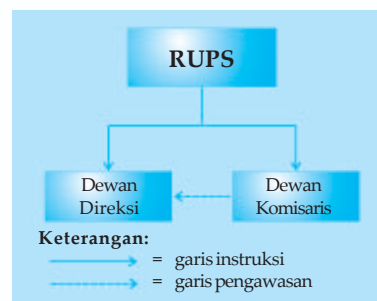 RUPS
Dewan
Direksi
Dewan
Komisaris
Keterangan:
= garis instruksi
= garis pengawasan